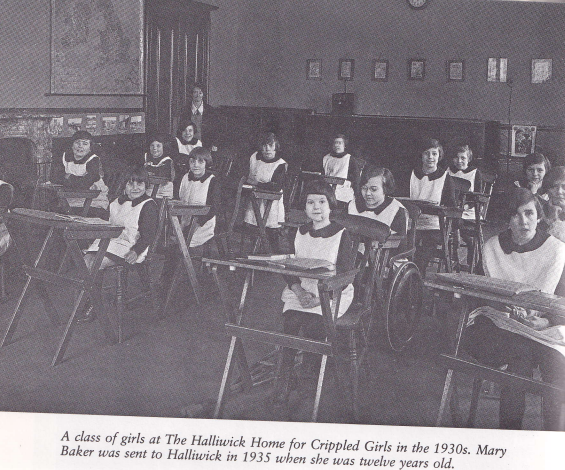 A class of girls at The Halliwick Home for Crippled Girls in the 1930s. Mary
Baker was sent to Halliwick in 1935 when she was twelve years old.